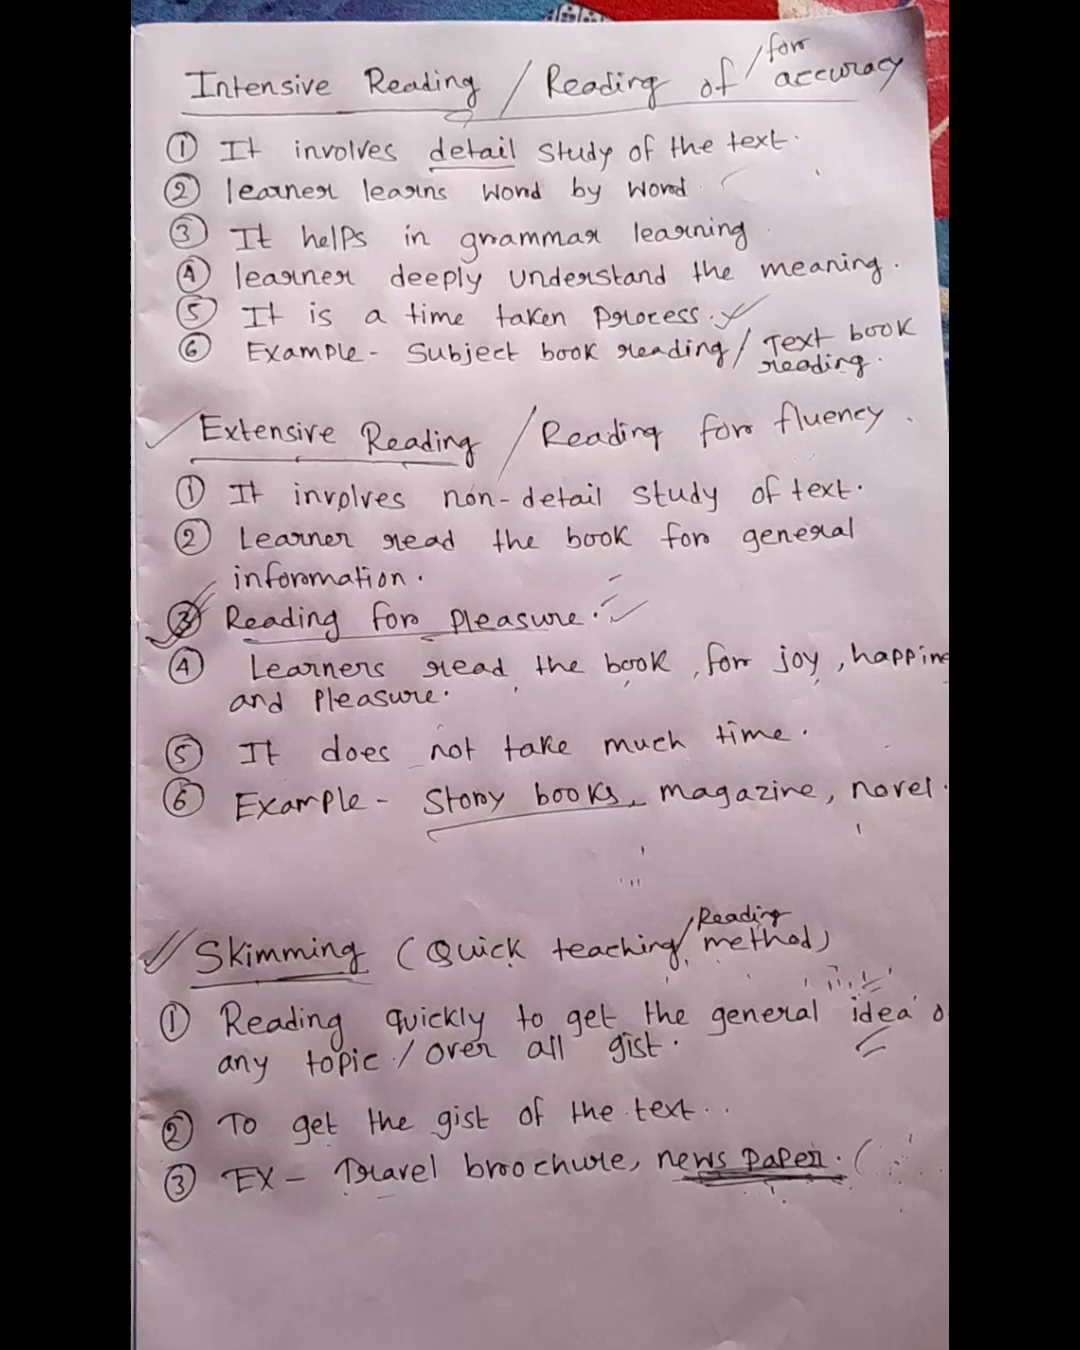 Intensive Reading / Reading of / for accuracy
① It involves detail study of the text.
② learner learns word by word
③ It helps in grammar learning
④ learner deeply understand the meaning.
⑤ It is a time taken process.
⑥ Example - Subject book reading / Text book reading.
Extensive Reading / Reading for fluency.
① It involves non-detail study of text.
② Learner read the book for general
information.
③ Reading for pleasure.
④ Learners read the book, for joy, happine
and pleasure.
⑤ It does not take much time.
⑥ Example - Story books, magazine, novel.
Skimming (Quick teaching / Reading method)
① Reading quickly to get the general idea o
any topic / over all gist.
② To get the gist of the text..
③ EX - Travel brochure, news paper.